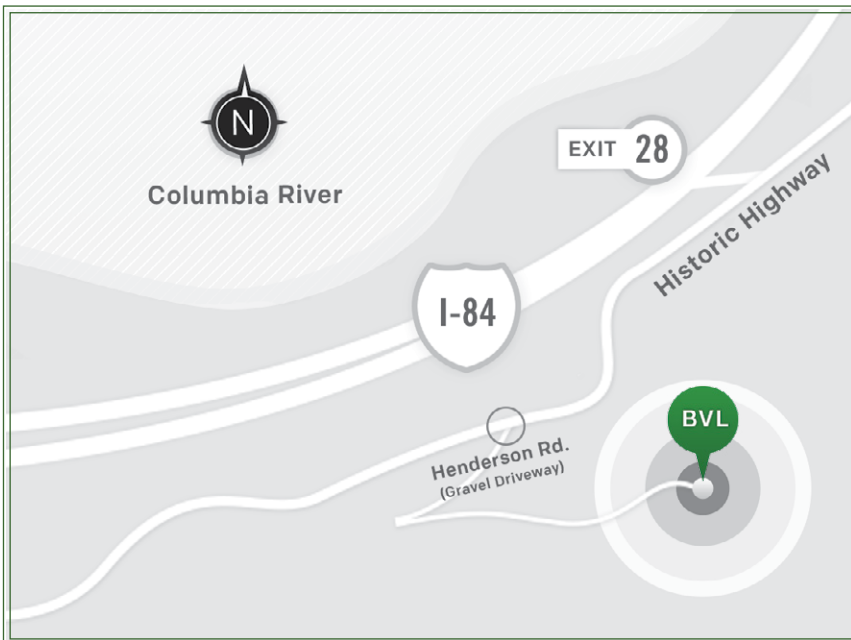 N
Columbia River
EXIT 28
Historic Highway
I-84
BVL
Henderson Rd.
(Gravel Driveway)